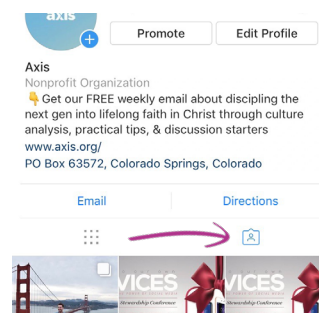 axis
Promote
Edit Profile
Axis
Nonprofit Organization
👇Get our FREE weekly email about discipling the
next gen into lifelong faith in Christ through culture
analysis, practical tips, & discussion starters
www.axis.org/
PO Box 63572, Colorado Springs, Colorado
Email
Directions
VICES
VICES
Stewardship Conference
Stewardship Conference